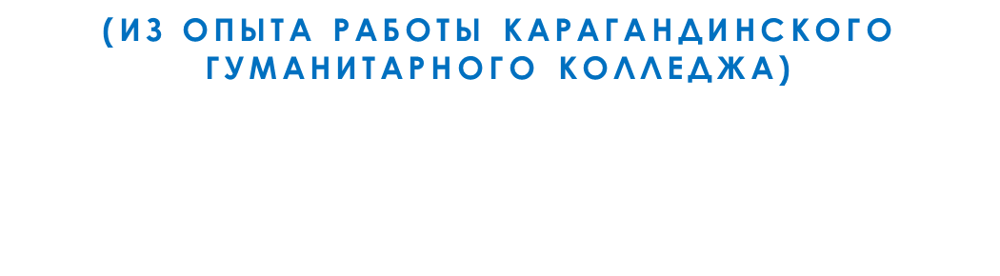 (ИЗ ОПЫТА РАБОТЫ КАРАГАНДИНСКОГО
ГУМАНИТАРНОГО КОЛЛЕДЖА)